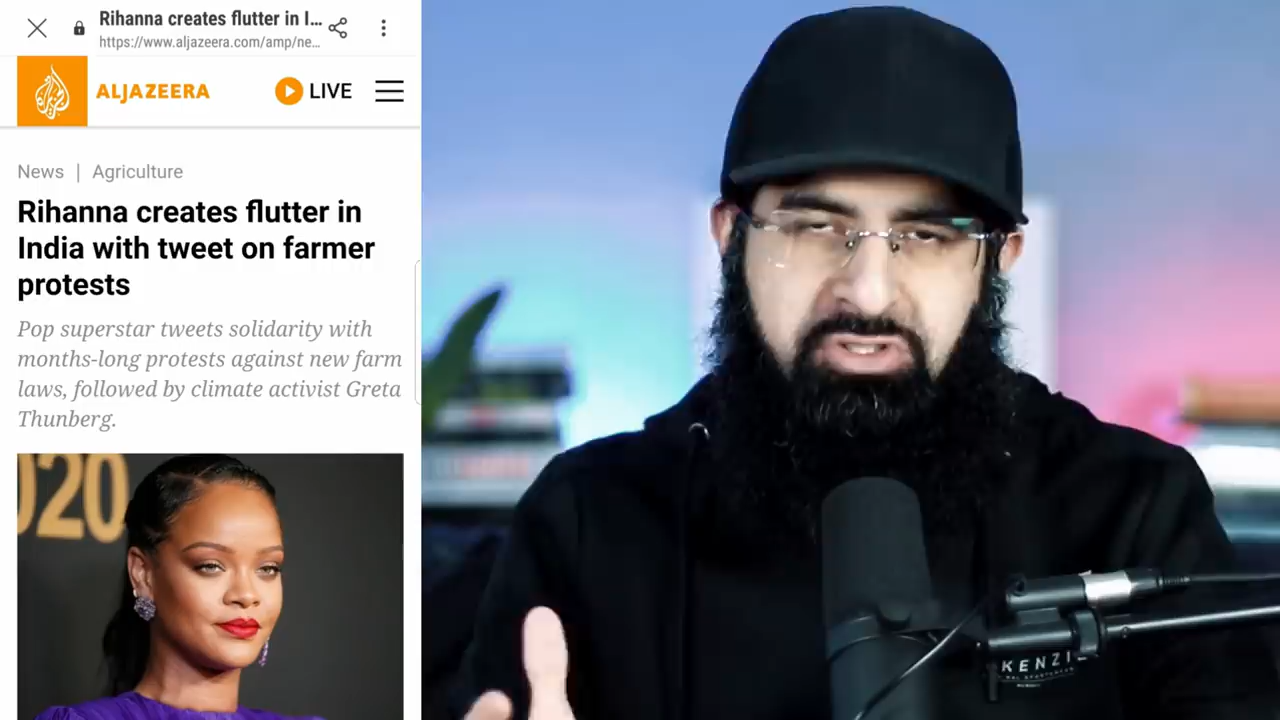 Rihanna creates flutter in I...
https://www.aljazeera.com/amp/ne...
ALJAZEERA
LIVE
News | Agriculture
Rihanna creates flutter in
India with tweet on farmer
protests
Pop superstar tweets solidarity with
months-long protests against new farm
laws, followed by climate activist Greta
Thunberg.
020
KENZI